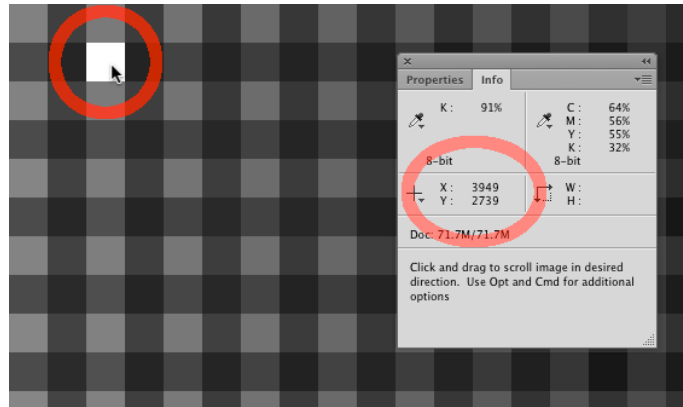 Properties Info
K: 91%
8-bit
C: 64%
M: 56%
Y: 55%
K: 32%
8-bit
X: 3949
Y: 2739
W:
H:
Doc: 71.7M/71.7M
Click and drag to scroll image in desired
direction. Use Opt and Cmd for additional
options